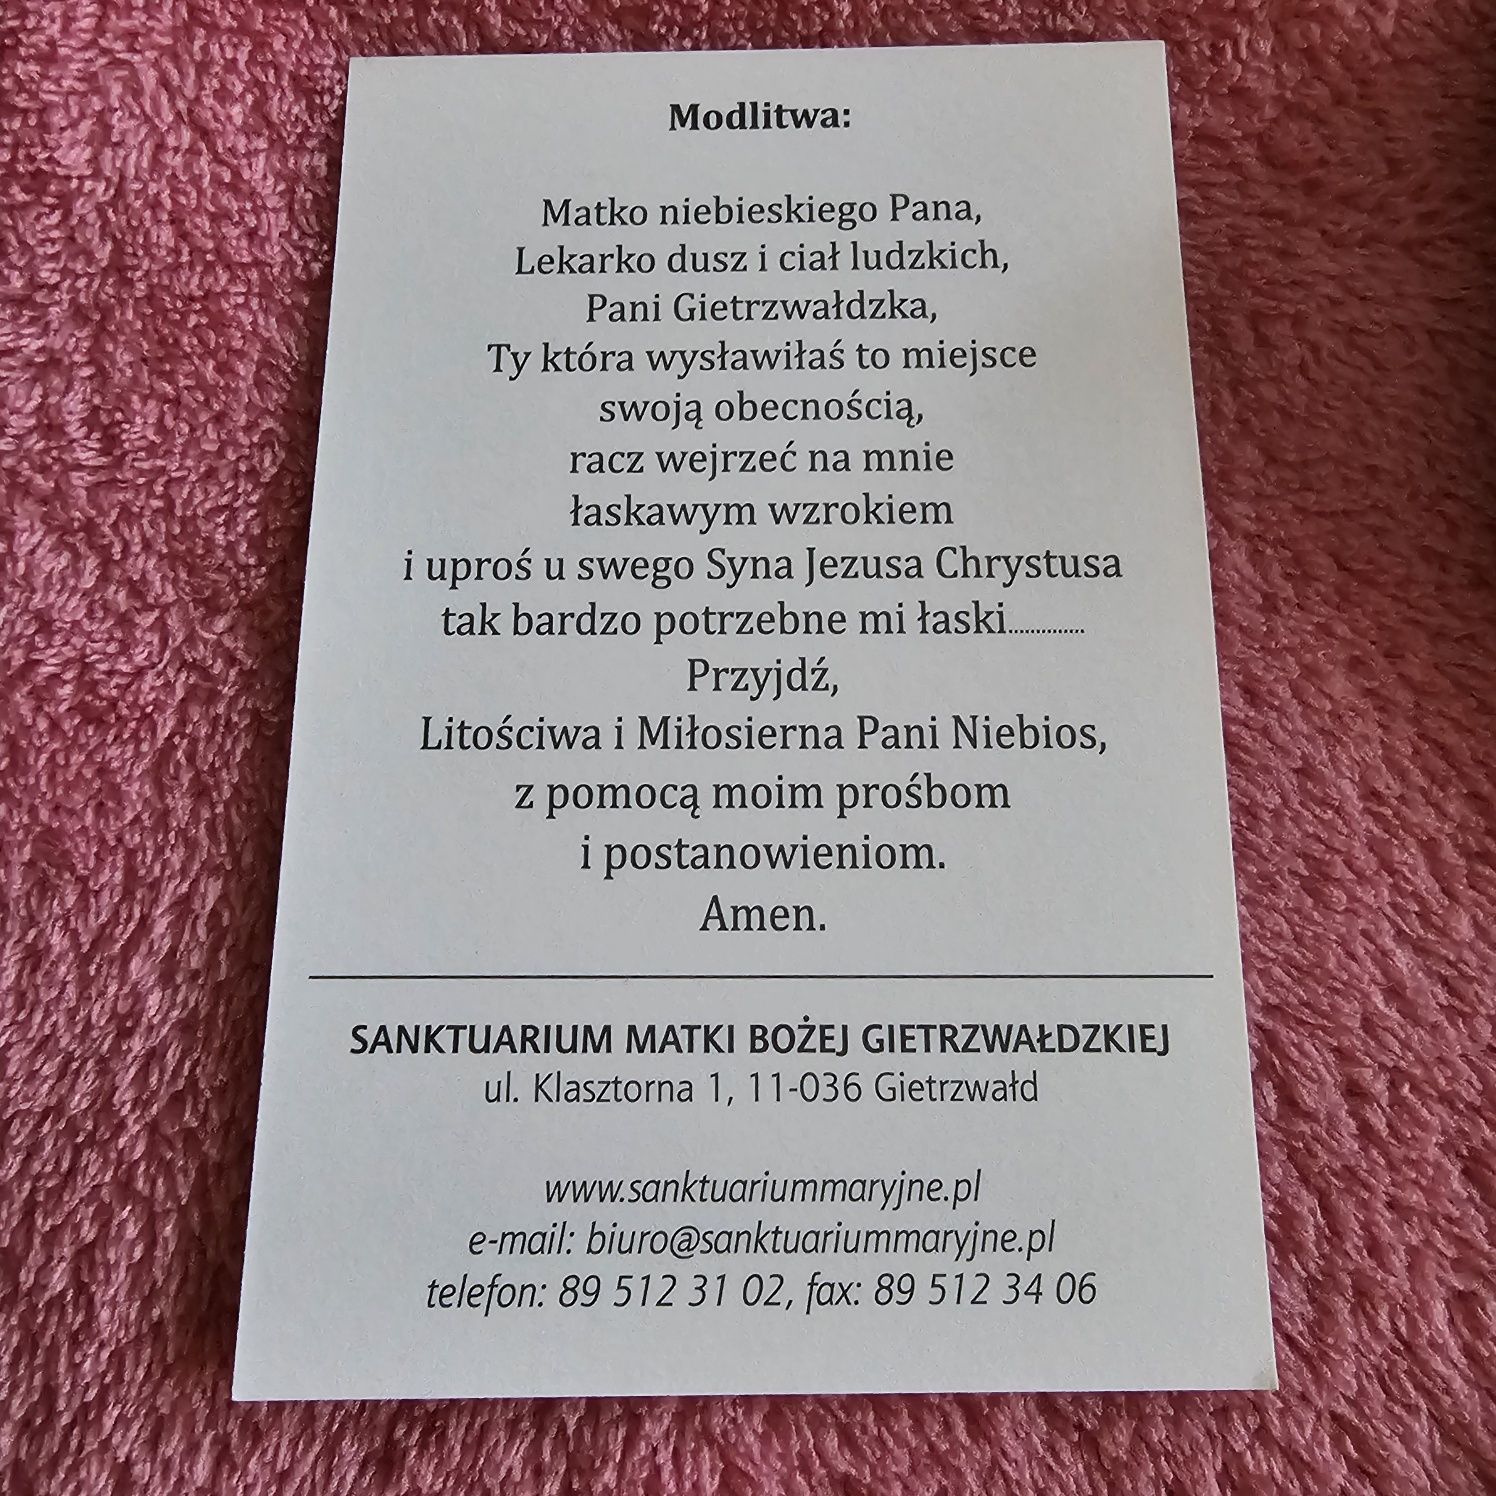 Modlitwa:
Matko niebieskiego Pana,
Lekarko dusz i ciał ludzkich,
Pani Gietrzwałdzka,
Ty która wysławiłaś to miejsce
swoją obecnością,
racz wejrzeć na mnie
łaskawym wzrokiem
i uproś u swego Syna Jezusa Chrystusa
tak bardzo potrzebne mi łaski..............
Przyjdź,
Litościwa i Miłosierna Pani Niebios,
z pomocą moim prośbom
i postanowieniom.
Amen.
SANKTUARIUM MATKI BOŻEJ GIETRZWAŁDZKIEJ
ul. Klasztorna 1, 11-036 Gietrzwałd
www.sanktuariummaryjne.pl
e-mail: biuro@sanktuariummaryjne.pl
telefon: 89 512 31 02, fax: 89 512 34 06